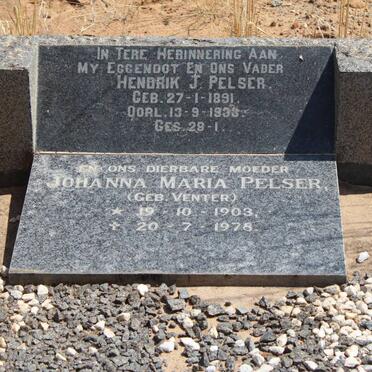 IN TERE HERINNERING AAN
MY EGGENOOT EN ONS VADER
HENDRIK J. PELSER
GEB. 27-1-1891
OORL. 13-9-1938.
GES. 29-1.
EN ONS DIERBARE MOEDER
JOHANNA MARIA PELSER.
(GEB. VENTER)
★ 19-10-1903.
✝ 20-7-1978.